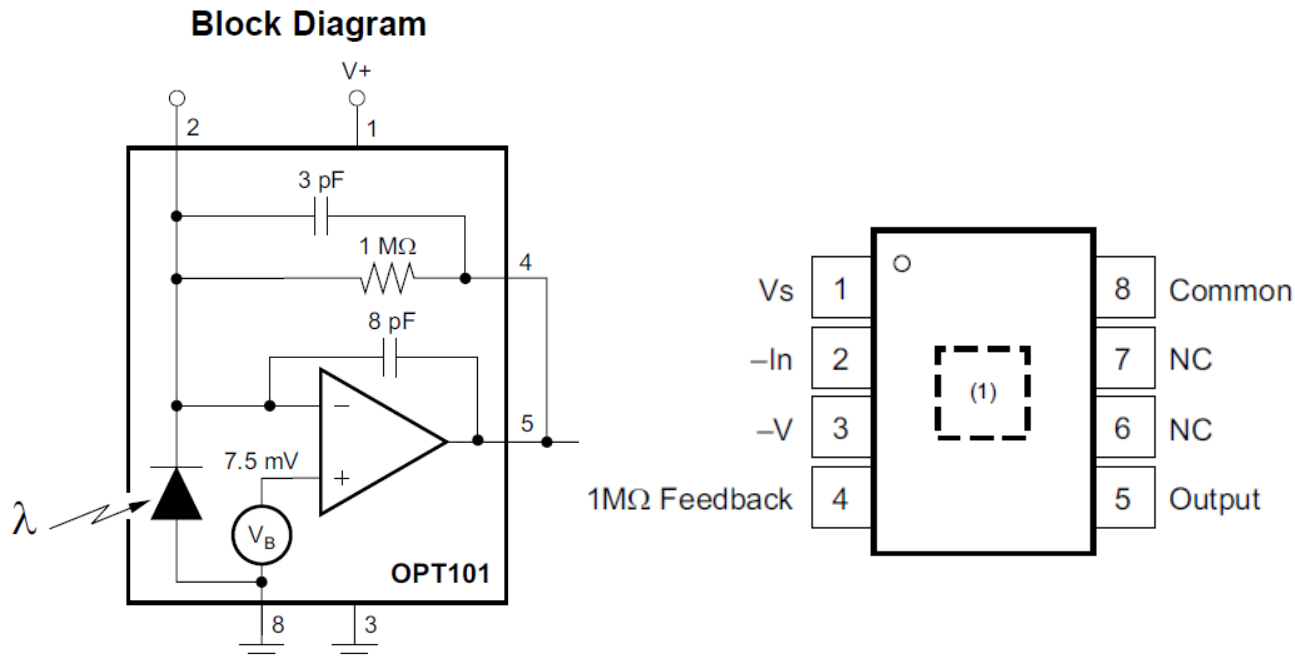 Block Diagram
V+
2
1
3 pF
1 MΩ
4
8 pF
5
7.5 mV
−
+
λ
VB
OPT101
8
3
Vs 1
–In 2
–V 3
1MΩ Feedback 4
(1)
8 Common
7 NC
6 NC
5 Output